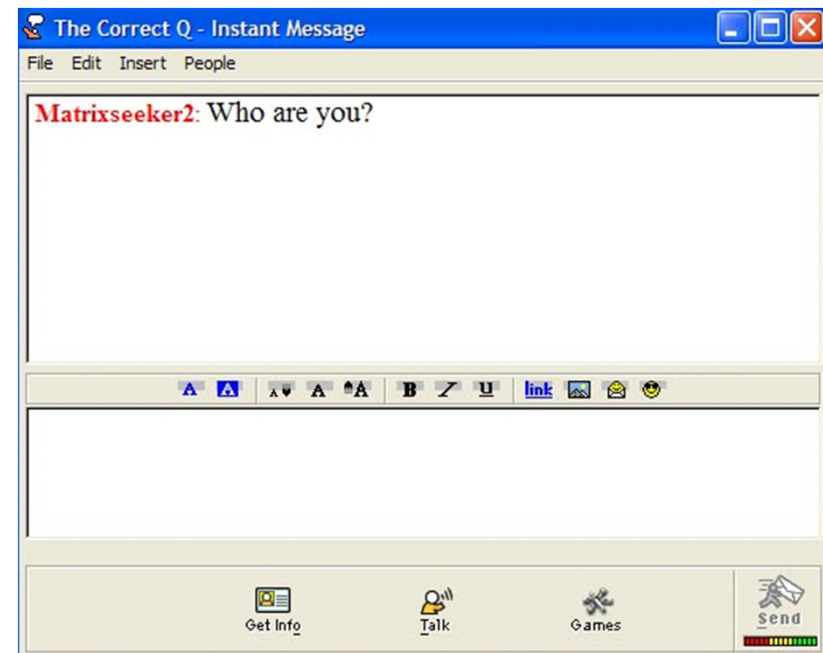 The Correct Q - Instant Message
File Edit Insert People
Matrixseeker2: Who are you?
A A A A A B I U link
Get Info Talk Games Send